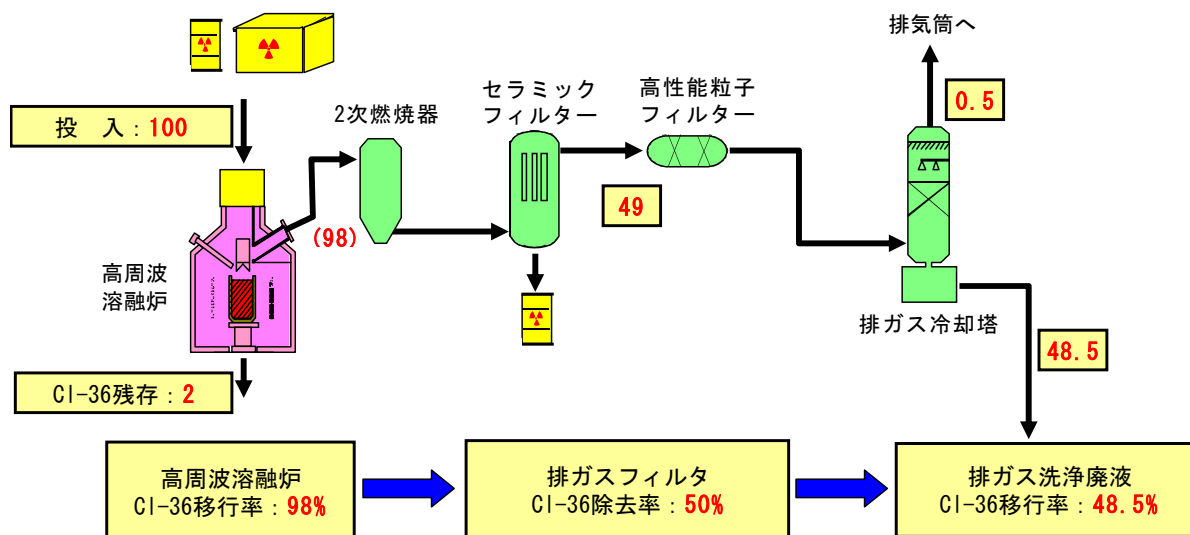 排気筒へ
0.5
セラミック
フィルター
高性能粒子
フィルター
2次燃焼器
投 入：100
49
(98)
高周波
溶融炉
排ガス冷却塔
48.5
Cl-36残存：2
高周波溶融炉
Cl-36移行率：98%
排ガスフィルタ
Cl-36除去率：50%
排ガス洗浄廃液
Cl-36移行率：48.5%